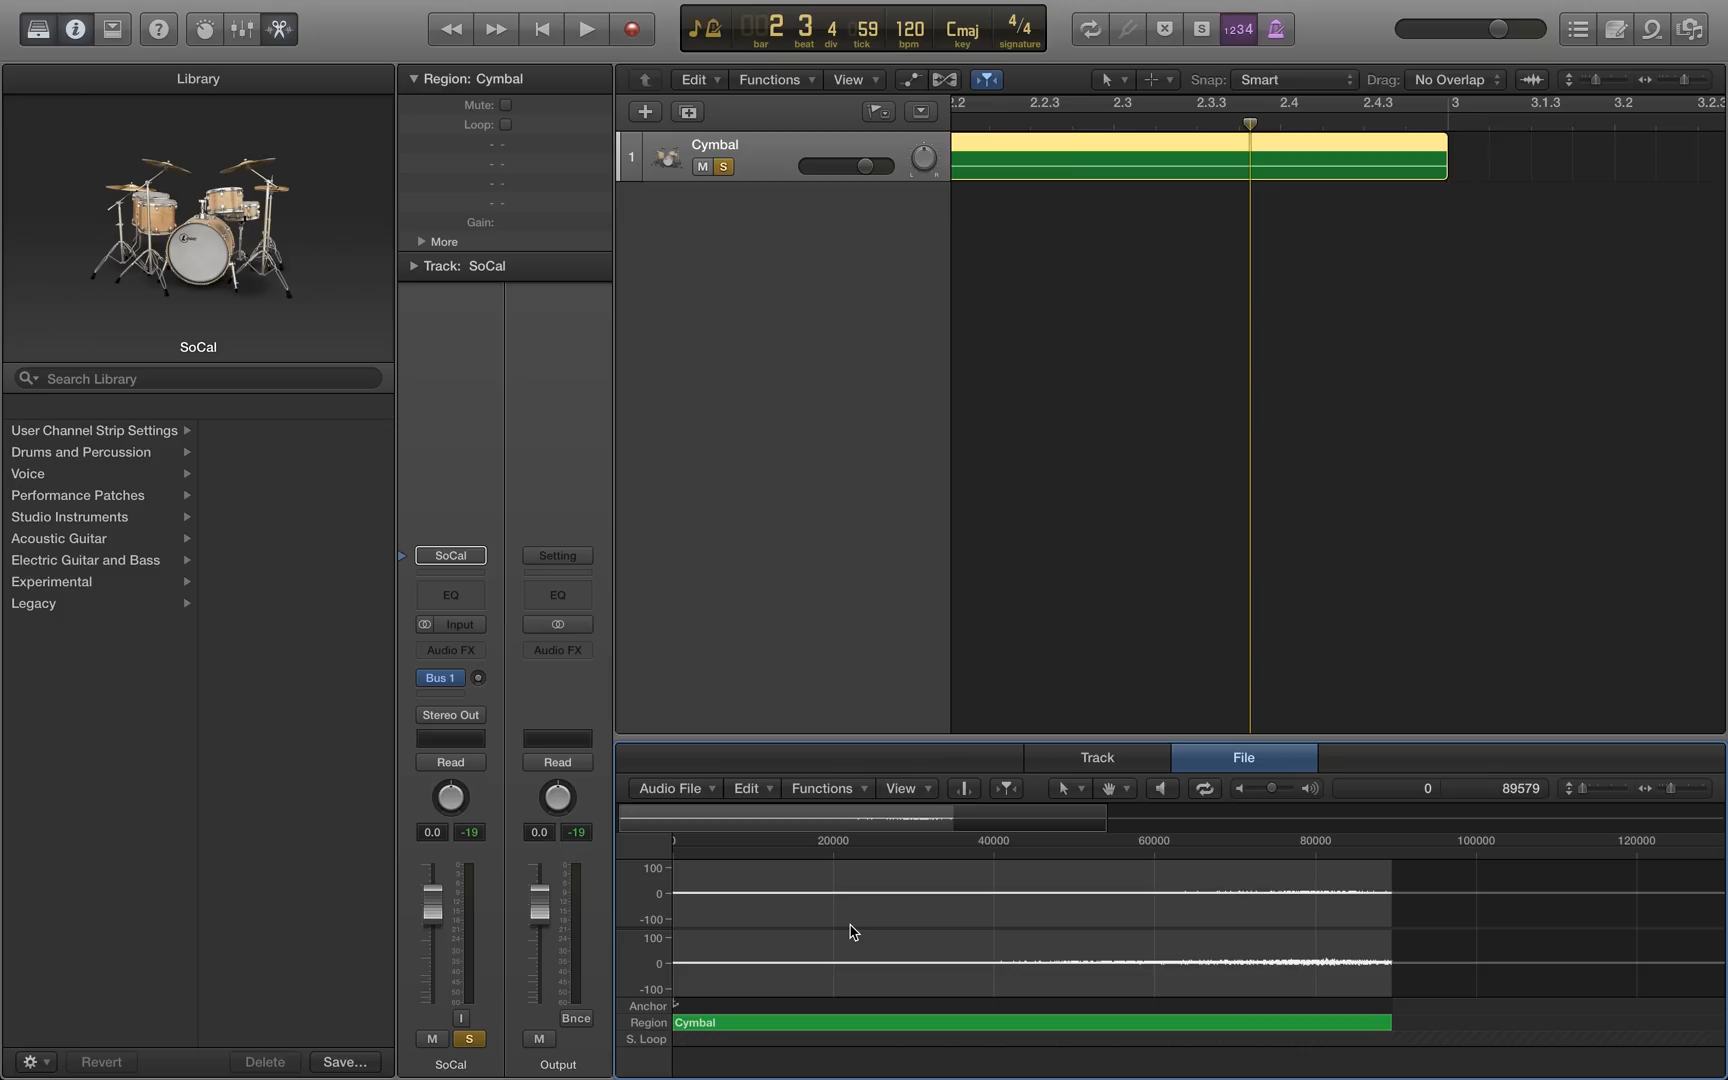 2 3 4 59 120 Cmaj 4/4
bar beat div tick bpm key signature
S 1234
Library
SoCal
Search Library
User Channel Strip Settings
Drums and Percussion
Voice
Performance Patches
Studio Instruments
Acoustic Guitar
Electric Guitar and Bass
Experimental
Legacy
Revert Delete Save...
Region: Cymbal
Mute:
Loop:
Gain:
More
Track: SoCal
SoCal Setting
EQ EQ
Input
Audio FX Audio FX
Bus 1
Stereo Out
Read Read
0.0 -19 0.0 -19
I Bnce
M S M
SoCal Output
Edit Functions View Snap: Smart Drag: No Overlap
2.2.3 2.3 2.3.3 2.4 2.4.3 3 3.1.3 3.2
1 Cymbal
M S
L R
Track File
Audio File Edit Functions View 0 89579
20000 40000 60000 80000 100000 120000
100
0
-100
100
0
-100
Anchor
Region Cymbal
S. Loop